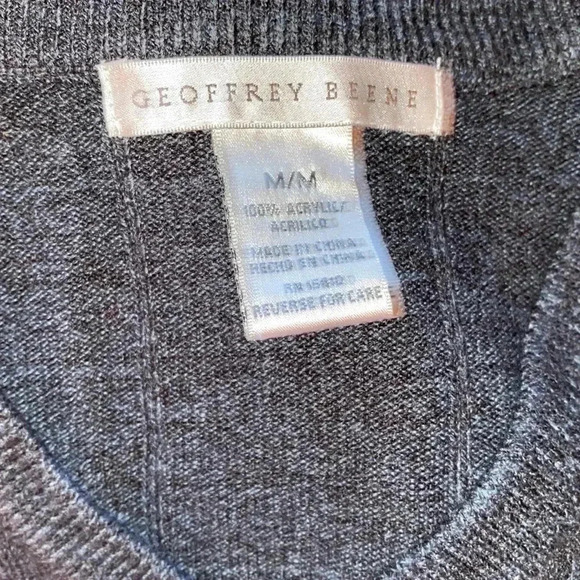 GEOFFREY BEENE
M/M
100% ACRYLIC/
ACRILICO
MADE IN CHINA
HECHO EN CHINA
REVERSE FOR CARE